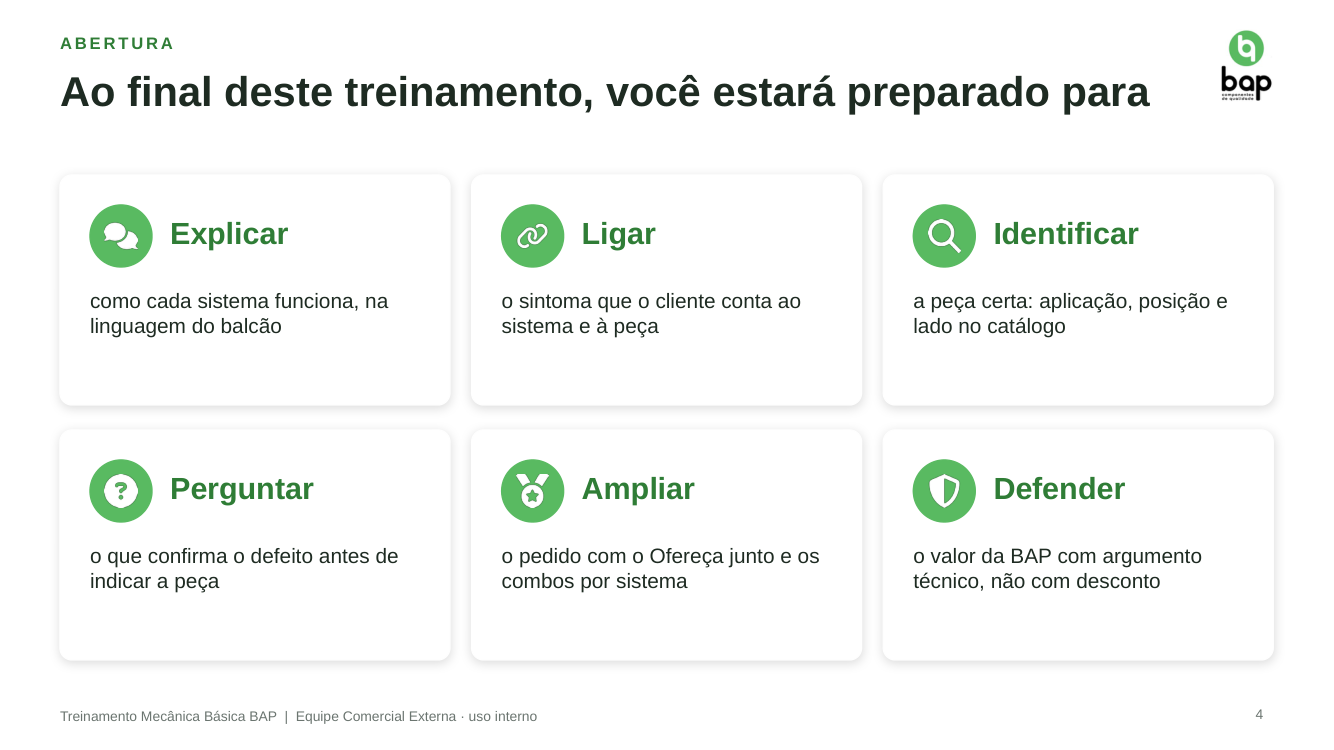 ABERTURA
Ao final deste treinamento, você estará preparado para
bap
componentes
de qualidade
Explicar
como cada sistema funciona, na
linguagem do balcão
Ligar
o sintoma que o cliente conta ao
sistema e à peça
Identificar
a peça certa: aplicação, posição e
lado no catálogo
Perguntar
o que confirma o defeito antes de
indicar a peça
Ampliar
o pedido com o Ofereça junto e os
combos por sistema
Defender
o valor da BAP com argumento
técnico, não com desconto
Treinamento Mecânica Básica BAP | Equipe Comercial Externa · uso interno
4